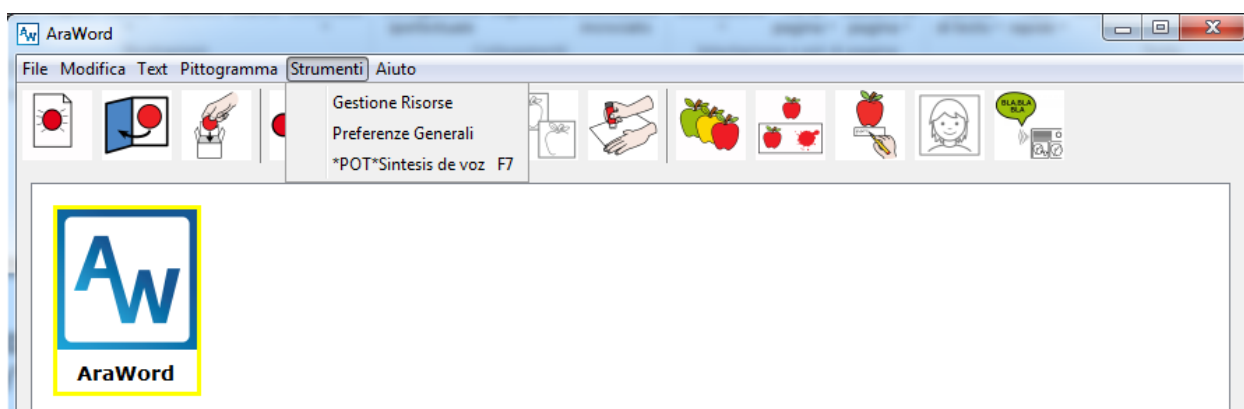 AraWord
File Modifica Text Pittogramma Strumenti Aiuto
Gestione Risorse
Preferenze Generali
*POT*Sintesis de voz F7
BLA,BLA
BLA
AW
AraWord